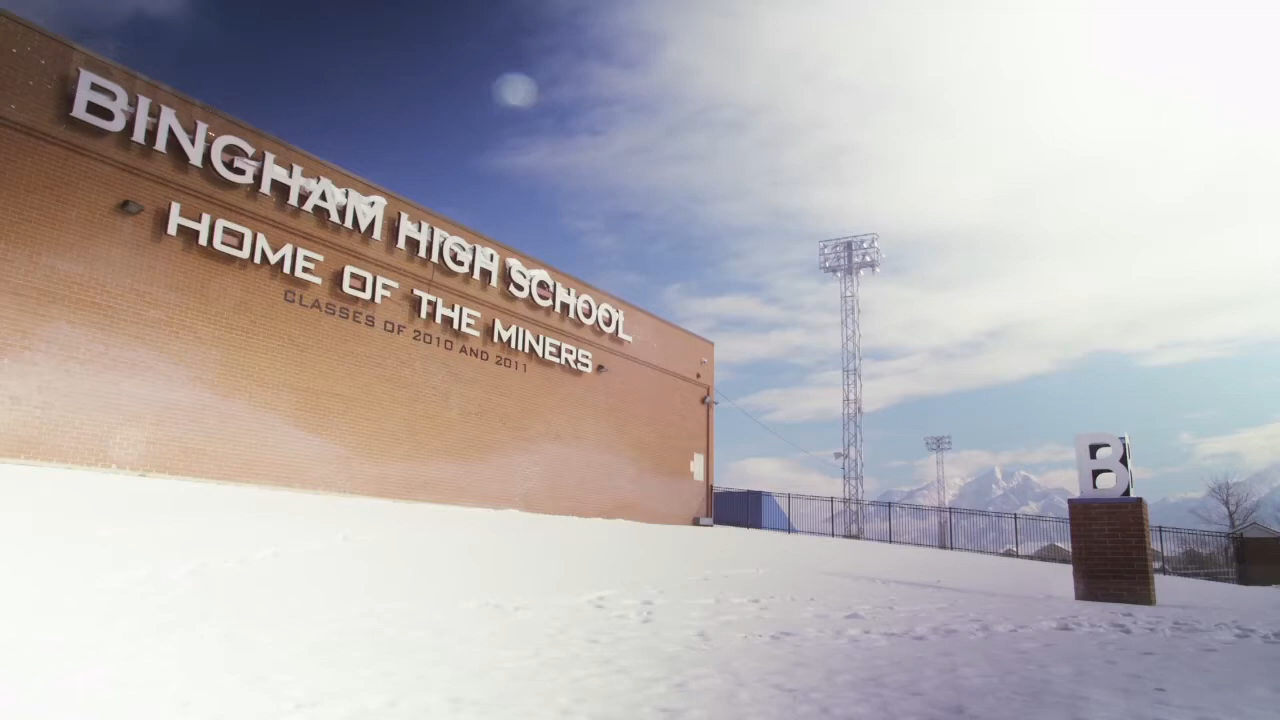 BINGHAM HIGH SCHOOL
HOME OF THE MINERS
CLASSES OF 2010 AND 2011
B